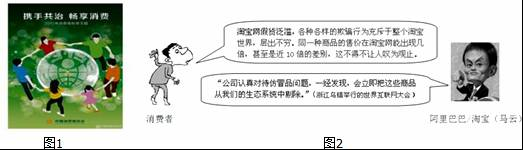 携手共治 畅享消费
淘宝网假货泛滥，各种各样的欺骗行为充斥于整个淘宝
世界，层出不穷。同一种商品的售价在淘宝网能出现几
倍，甚至是近 10 倍的差别，这不得不让人叹为观止。
“公司认真对待仿冒品问题，一经发现，会立即把这些商品
从我们的生态系统中剔除。”（浙江乌镇举行的世界互联网大会）
消费者
阿里巴巴/淘宝（马云）
图1
图2